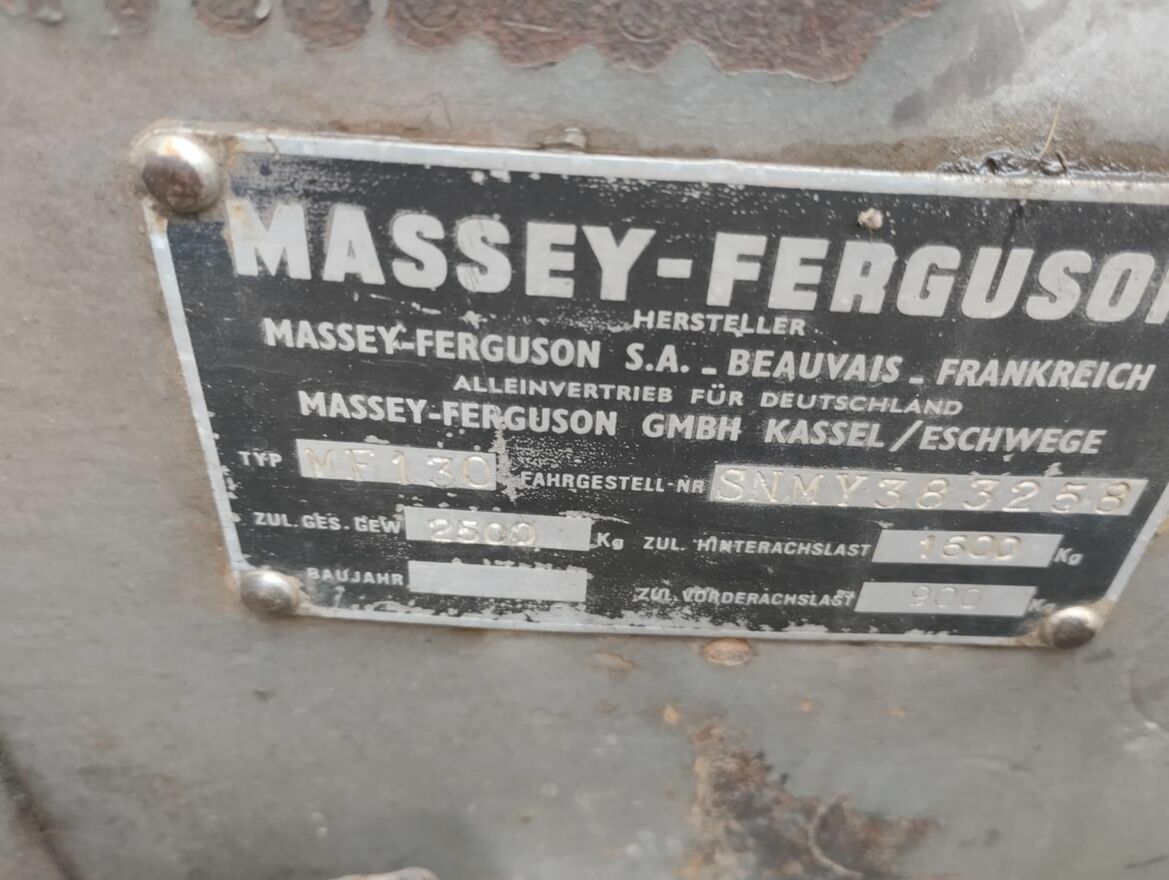 MASSEY-FERGUSON
HERSTELLER
MASSEY-FERGUSON S.A. - BEAUVAIS - FRANKREICH
ALLEINVERTRIEB FÜR DEUTSCHLAND
MASSEY-FERGUSON GMBH KASSEL/ESCHWEGE
TYP MF130 FAHRGESTELL-NR SNMY383258
ZUL. GES. GEW 2500 Kg ZUL. HINTERACHSLAST 1600 Kg
BAUJAHR ZUL. VORDERACHSLAST 900 Kg